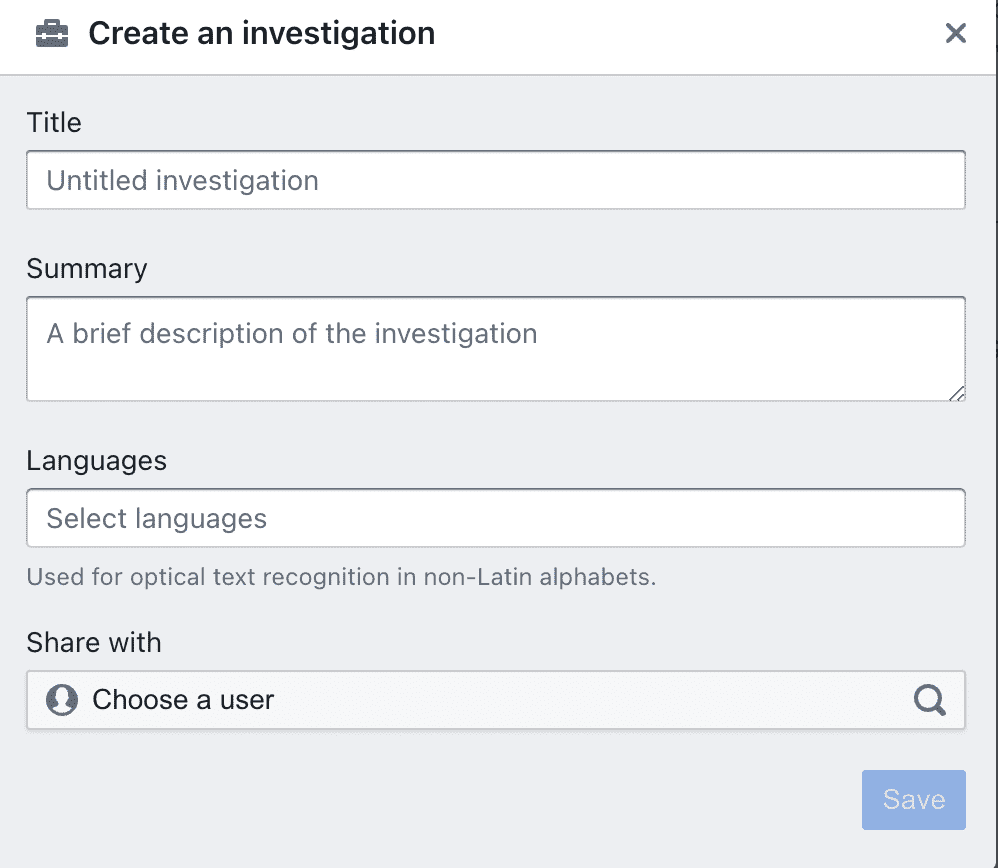 Create an investigation
Title
Untitled investigation
Summary
A brief description of the investigation
Languages
Select languages
Used for optical text recognition in non-Latin alphabets.
Share with
Choose a user
Save